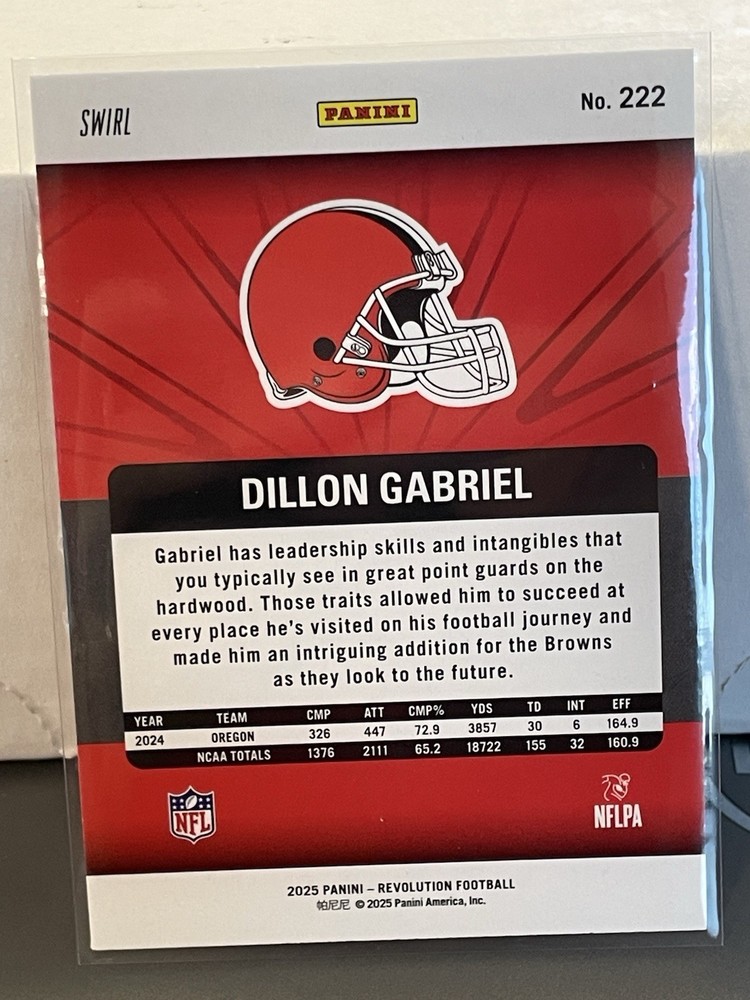 SWIRL
PANINI
No. 222
DILLON GABRIEL
Gabriel has leadership skills and intangibles that
you typically see in great point guards on the
hardwood. Those traits allowed him to succeed at
every place he's visited on his football journey and
made him an intriguing addition for the Browns
as they look to the future.
YEAR TEAM CMP ATT CMP% YDS TD INT EFF
2024 OREGON 326 447 72.9 3857 30 6 164.9
NCAA TOTALS 1376 2111 65.2 18722 155 32 160.9
NFL
NFLPA
2025 PANINI – REVOLUTION FOOTBALL
帕尼尼 © 2025 Panini America, Inc.